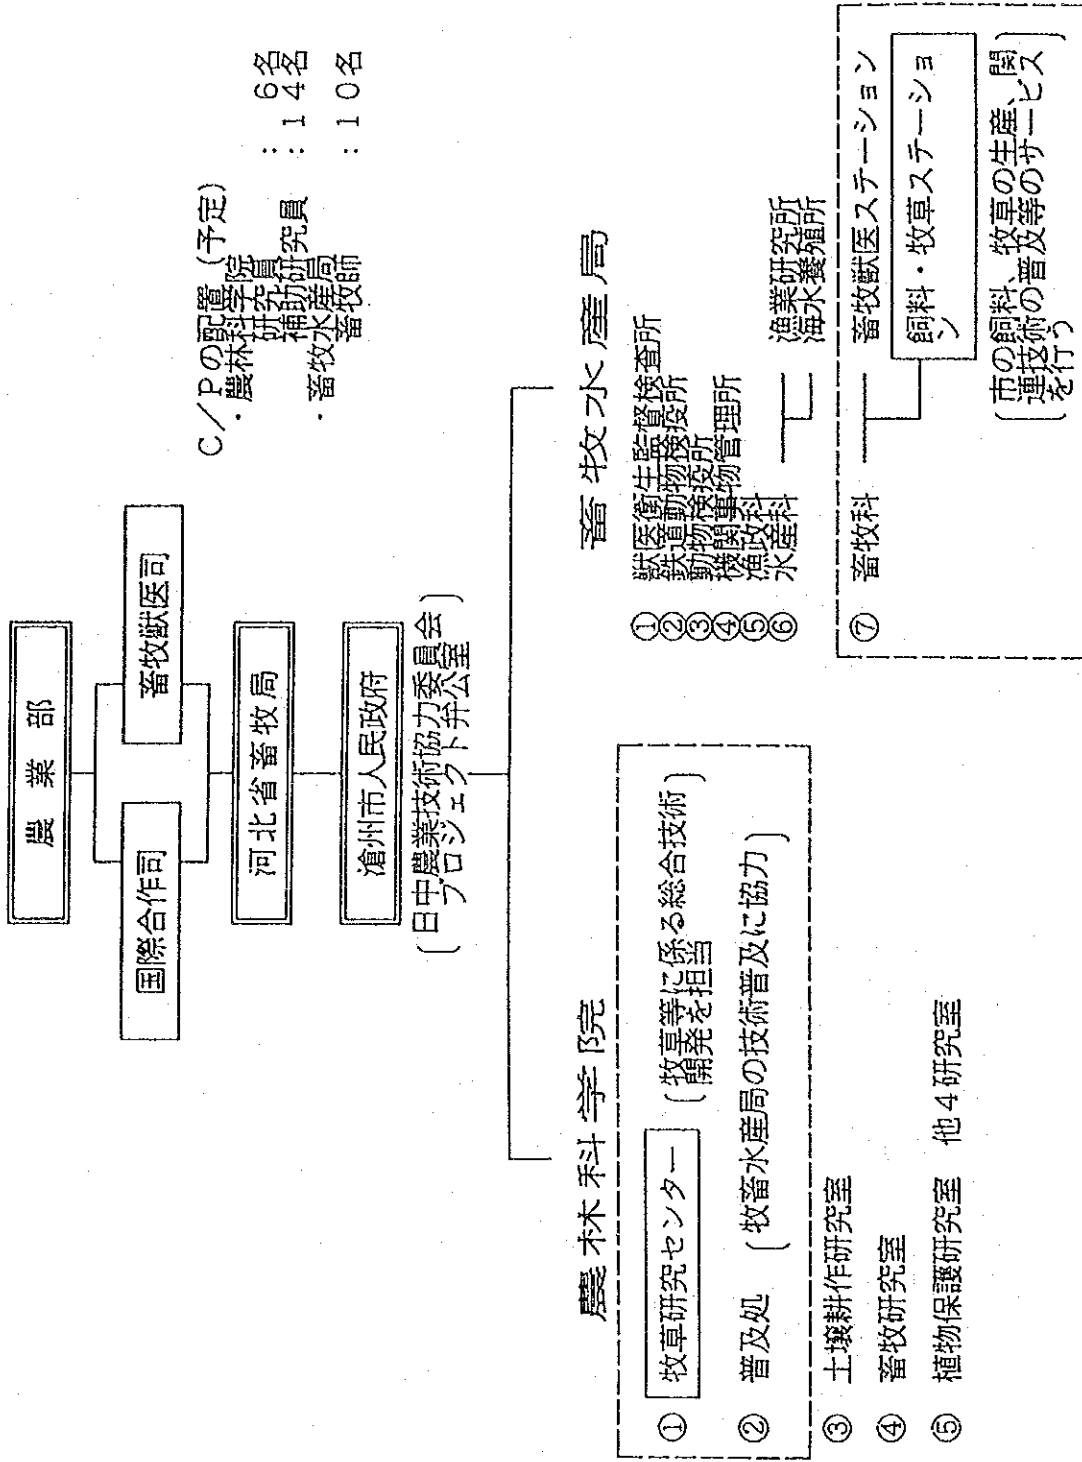 農業部
国際合作司
畜牧獣医司
河北省畜牧局
滄州市人民政府
(日中農業技術協力委員会
プロジェクト弁公室)
C/Pの配置(予定)
・農林科学院
研究員 :6名
補助研究員 :14名
・畜牧水産局
畜牧師 :10名
農林科学院
① 牧草研究センター (牧草等に係る総合技術
開発を担当)
② 普及処 (牧畜水産局の技術普及に協力)
③ 土壌耕作研究室
④ 畜牧研究室
⑤ 植物保護研究室 他4研究室
畜牧水産局
① 獣医衛生監督検査所
② 鉄道動物検疫所
③ 動物検疫所
④ 機関事物管理所
⑤ 漁政科
⑥ 水産科 漁業研究所
海水養殖所
⑦ 畜牧科 畜牧獣医ステーション
飼料・牧草ステーショ
ン
(市の飼料、牧草の生産、関
連技術の普及等のサービス
を行う)